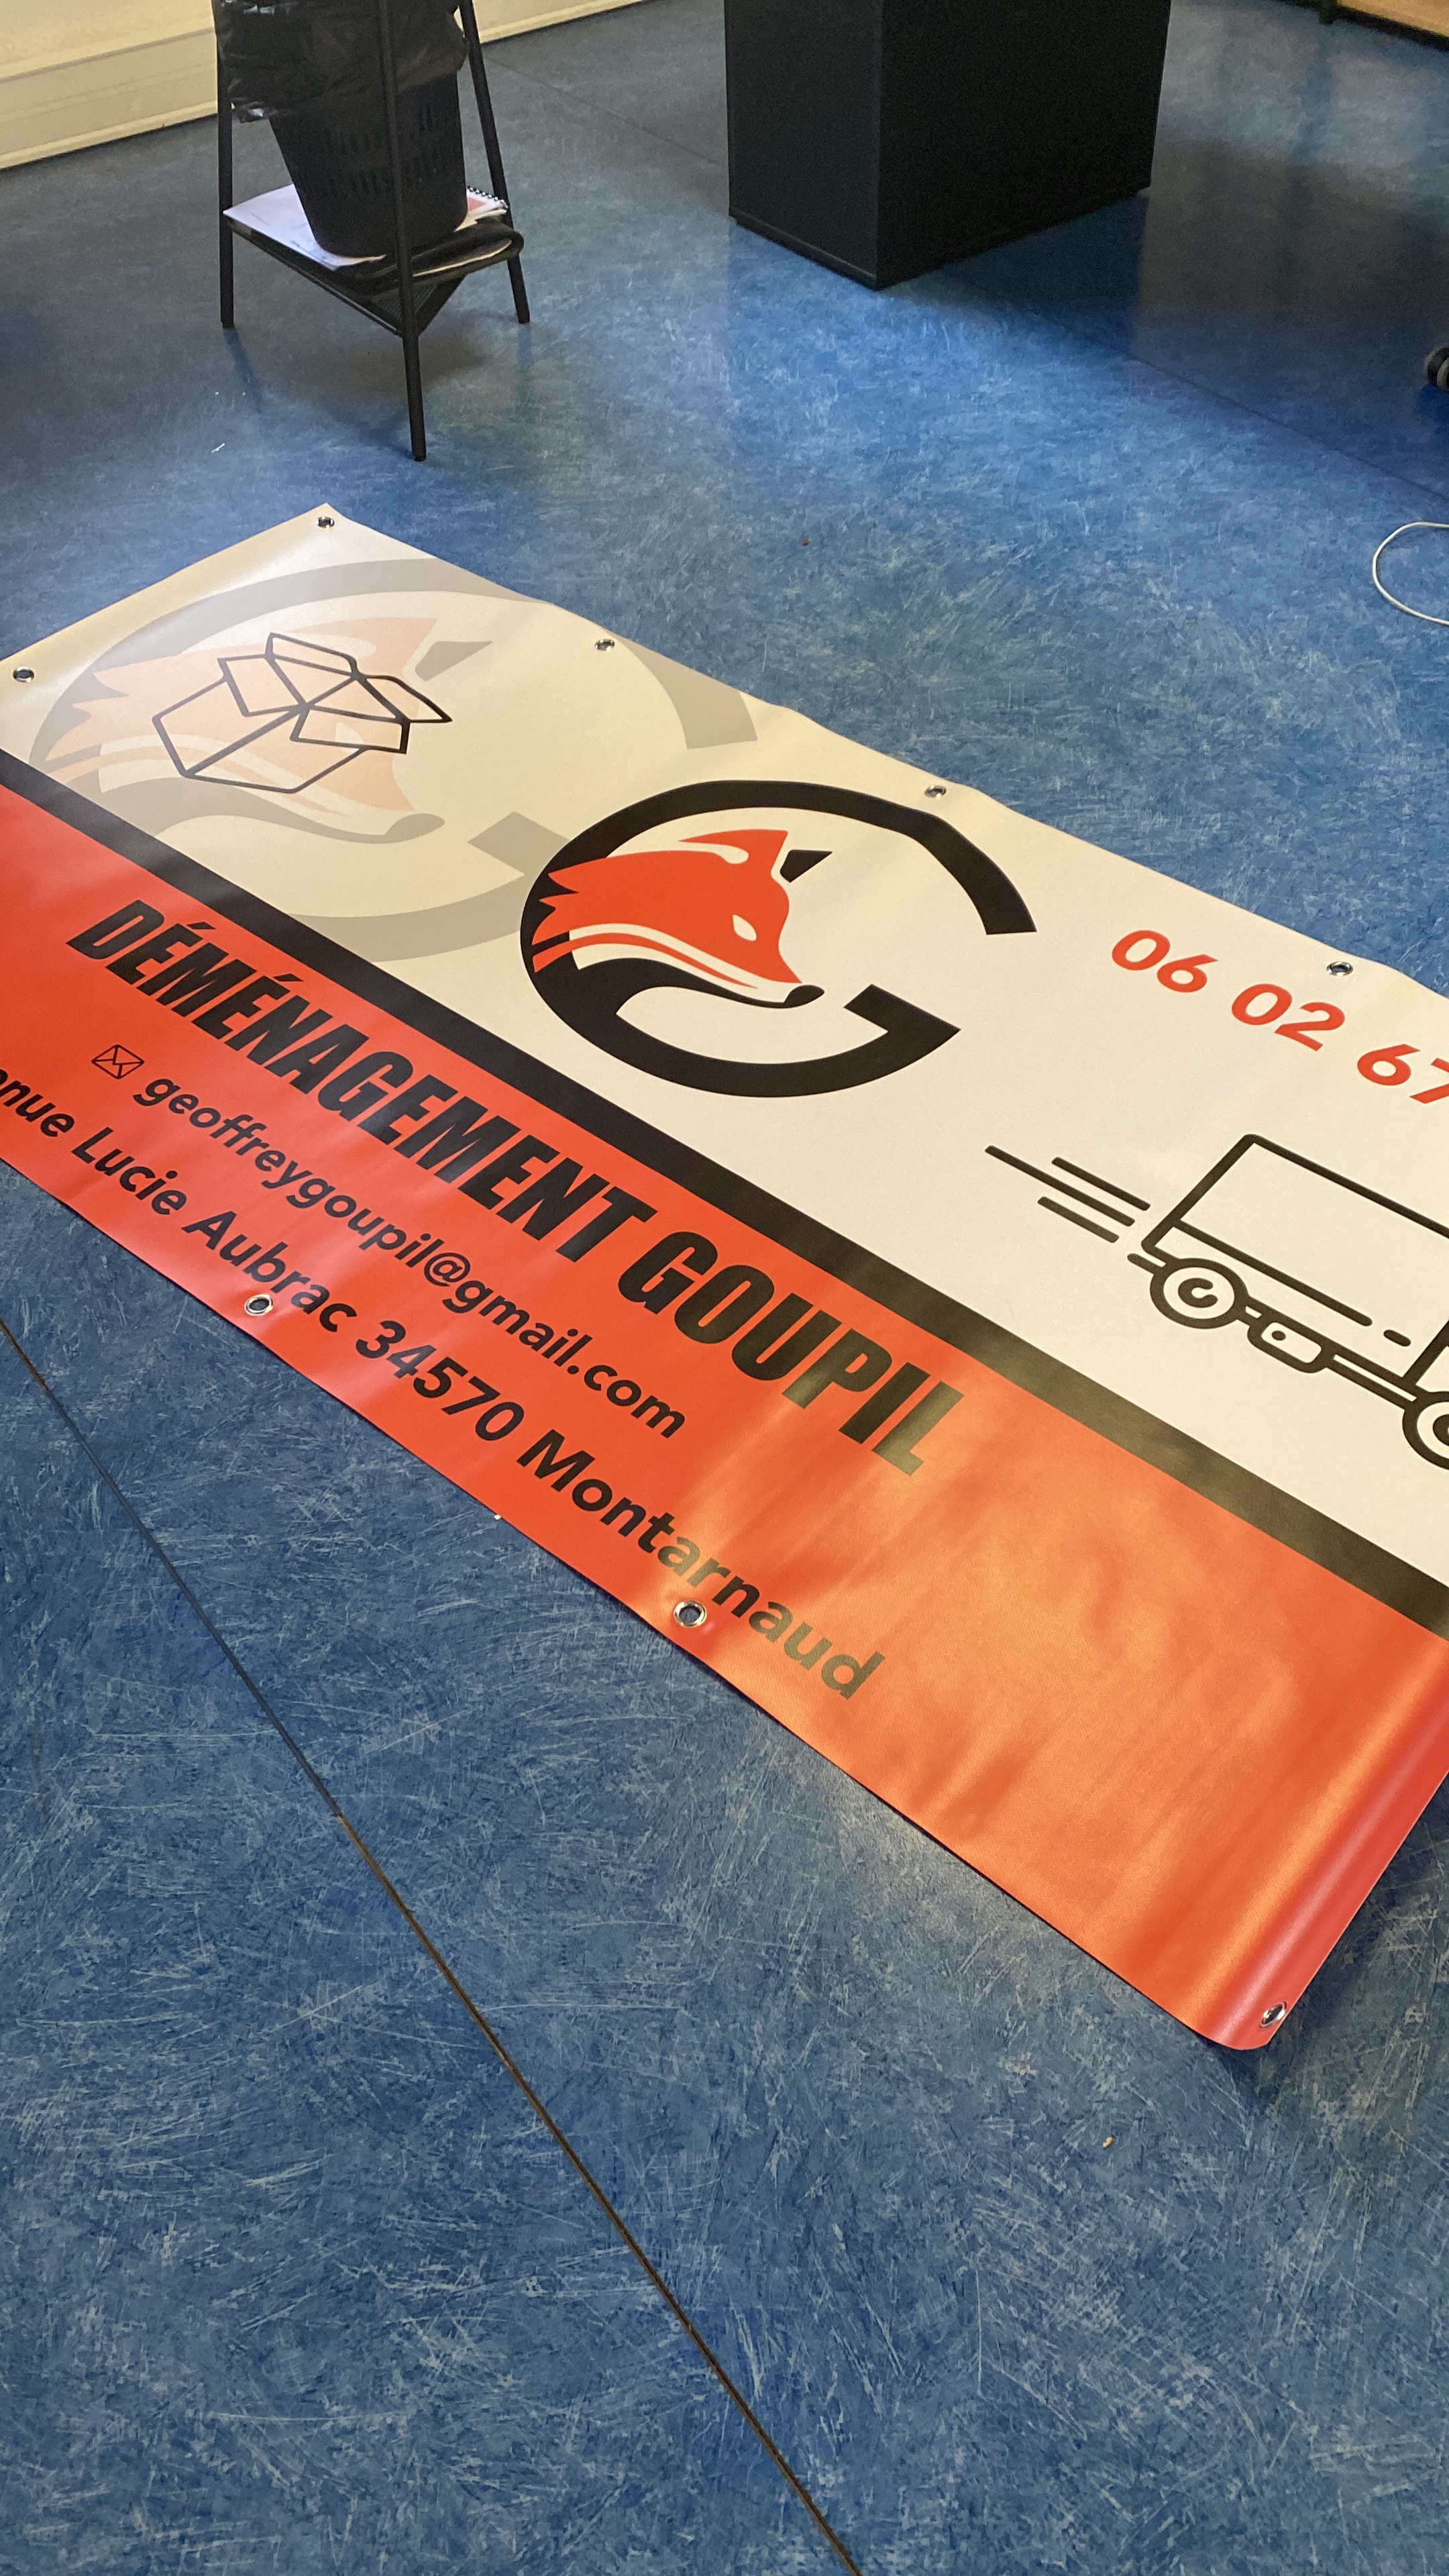 06 02 67
DÉMÉNAGEMENT GOUPIL
geoffreygoupil@gmail.com
Lucie Aubrac 34570 Montarnaud